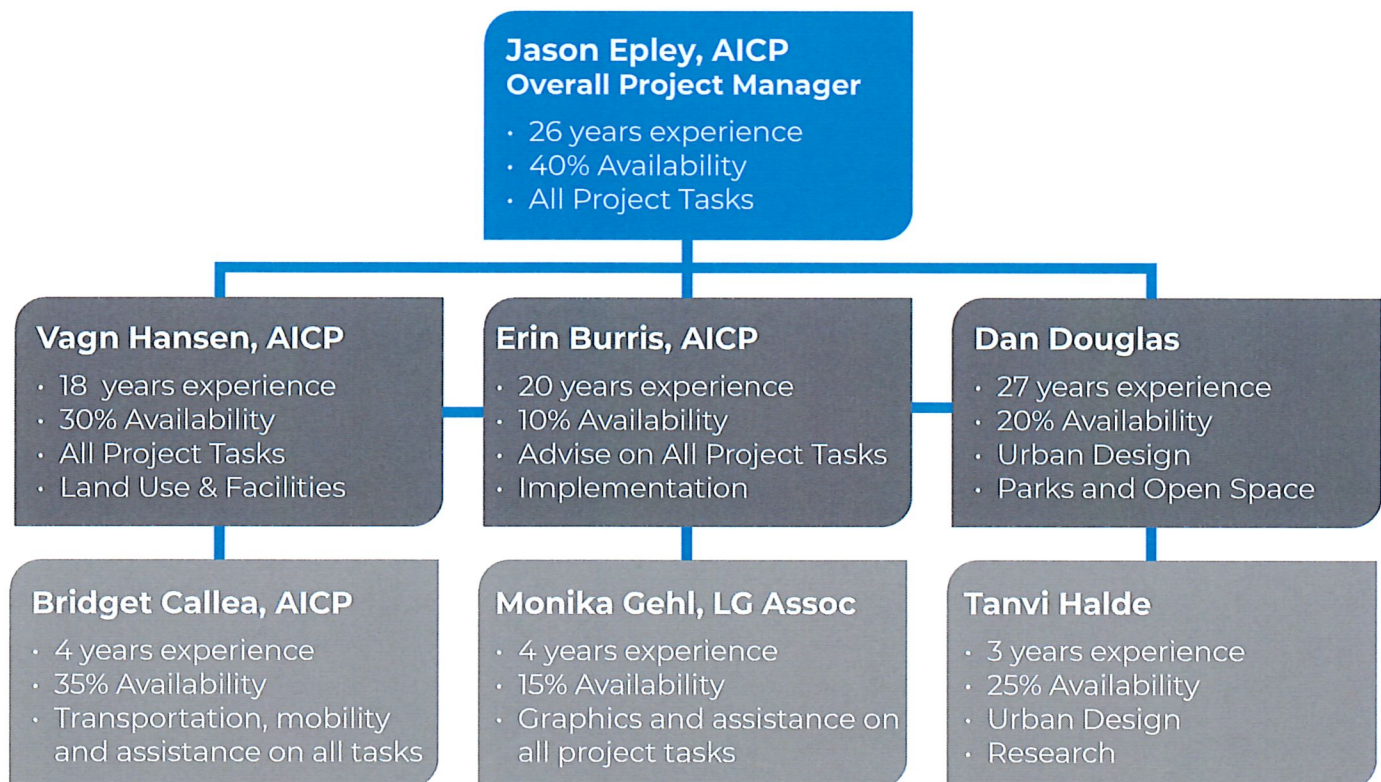 Jason Epley, AICP
Overall Project Manager
· 26 years experience
· 40% Availability
· All Project Tasks
Vagn Hansen, AICP
· 18 years experience
· 30% Availability
· All Project Tasks
· Land Use & Facilities
Erin Burris, AICP
· 20 years experience
· 10% Availability
· Advise on All Project Tasks
· Implementation
Dan Douglas
· 27 years experience
· 20% Availability
· Urban Design
· Parks and Open Space
Bridget Callea, AICP
· 4 years experience
· 35% Availability
· Transportation, mobility
and assistance on all tasks
Monika Gehl, LG Assoc
· 4 years experience
· 15% Availability
· Graphics and assistance on
all project tasks
Tanvi Halde
· 3 years experience
· 25% Availability
· Urban Design
· Research